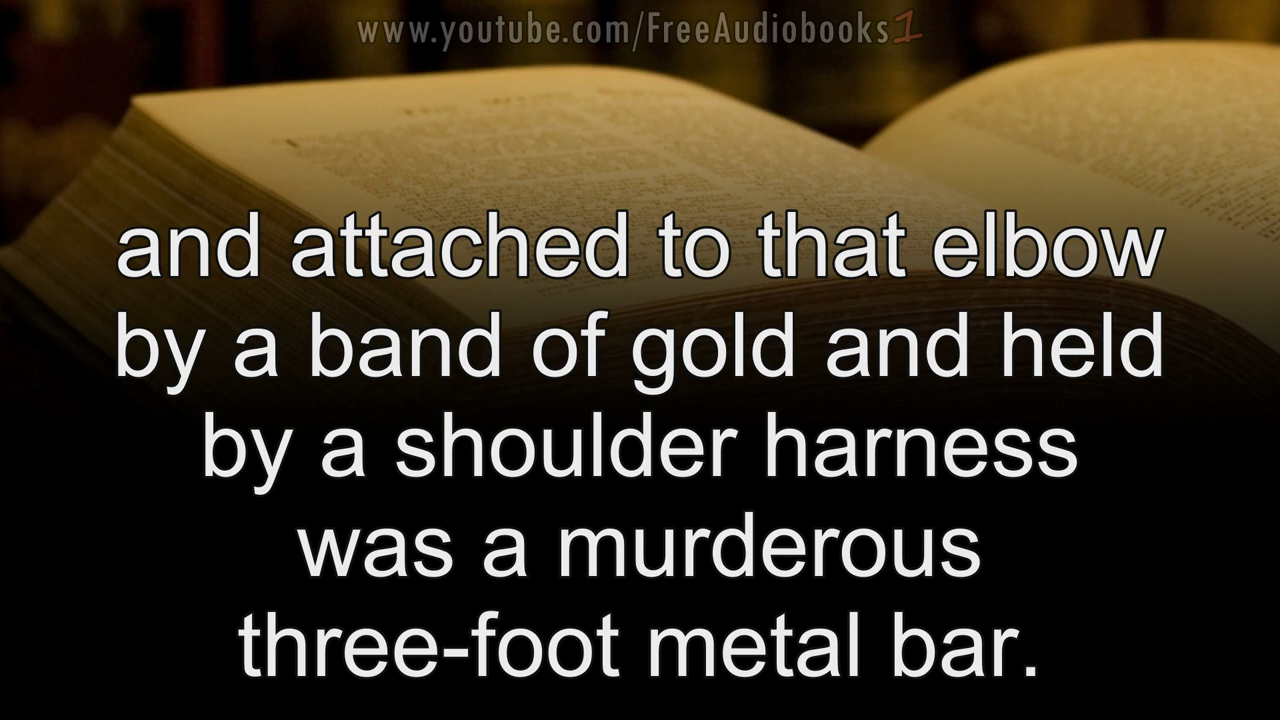 www.youtube.com/FreeAudiobooks1
and attached to that elbow
by a band of gold and held
by a shoulder harness
was a murderous
three-foot metal bar.